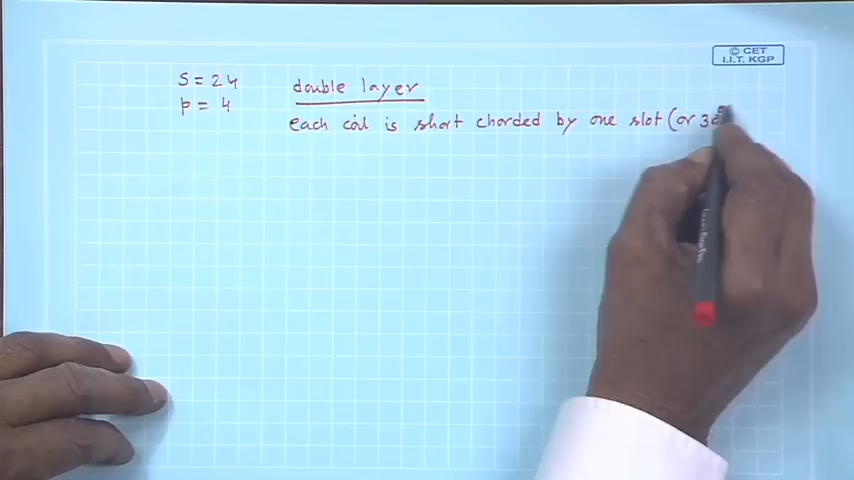 © CET
I.I.T. KGP
S = 24 double layer
p = 4
each coil is short chorded by one slot (or 30°